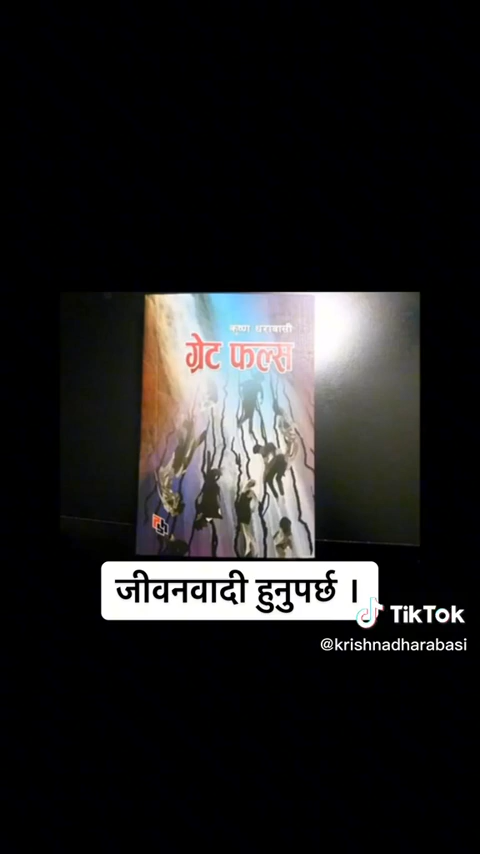 कृष्ण धरावासी
ग्रेट फल्स
जीवनवादी हुनुपर्छ ।
TikTok
@krishnadharabasi